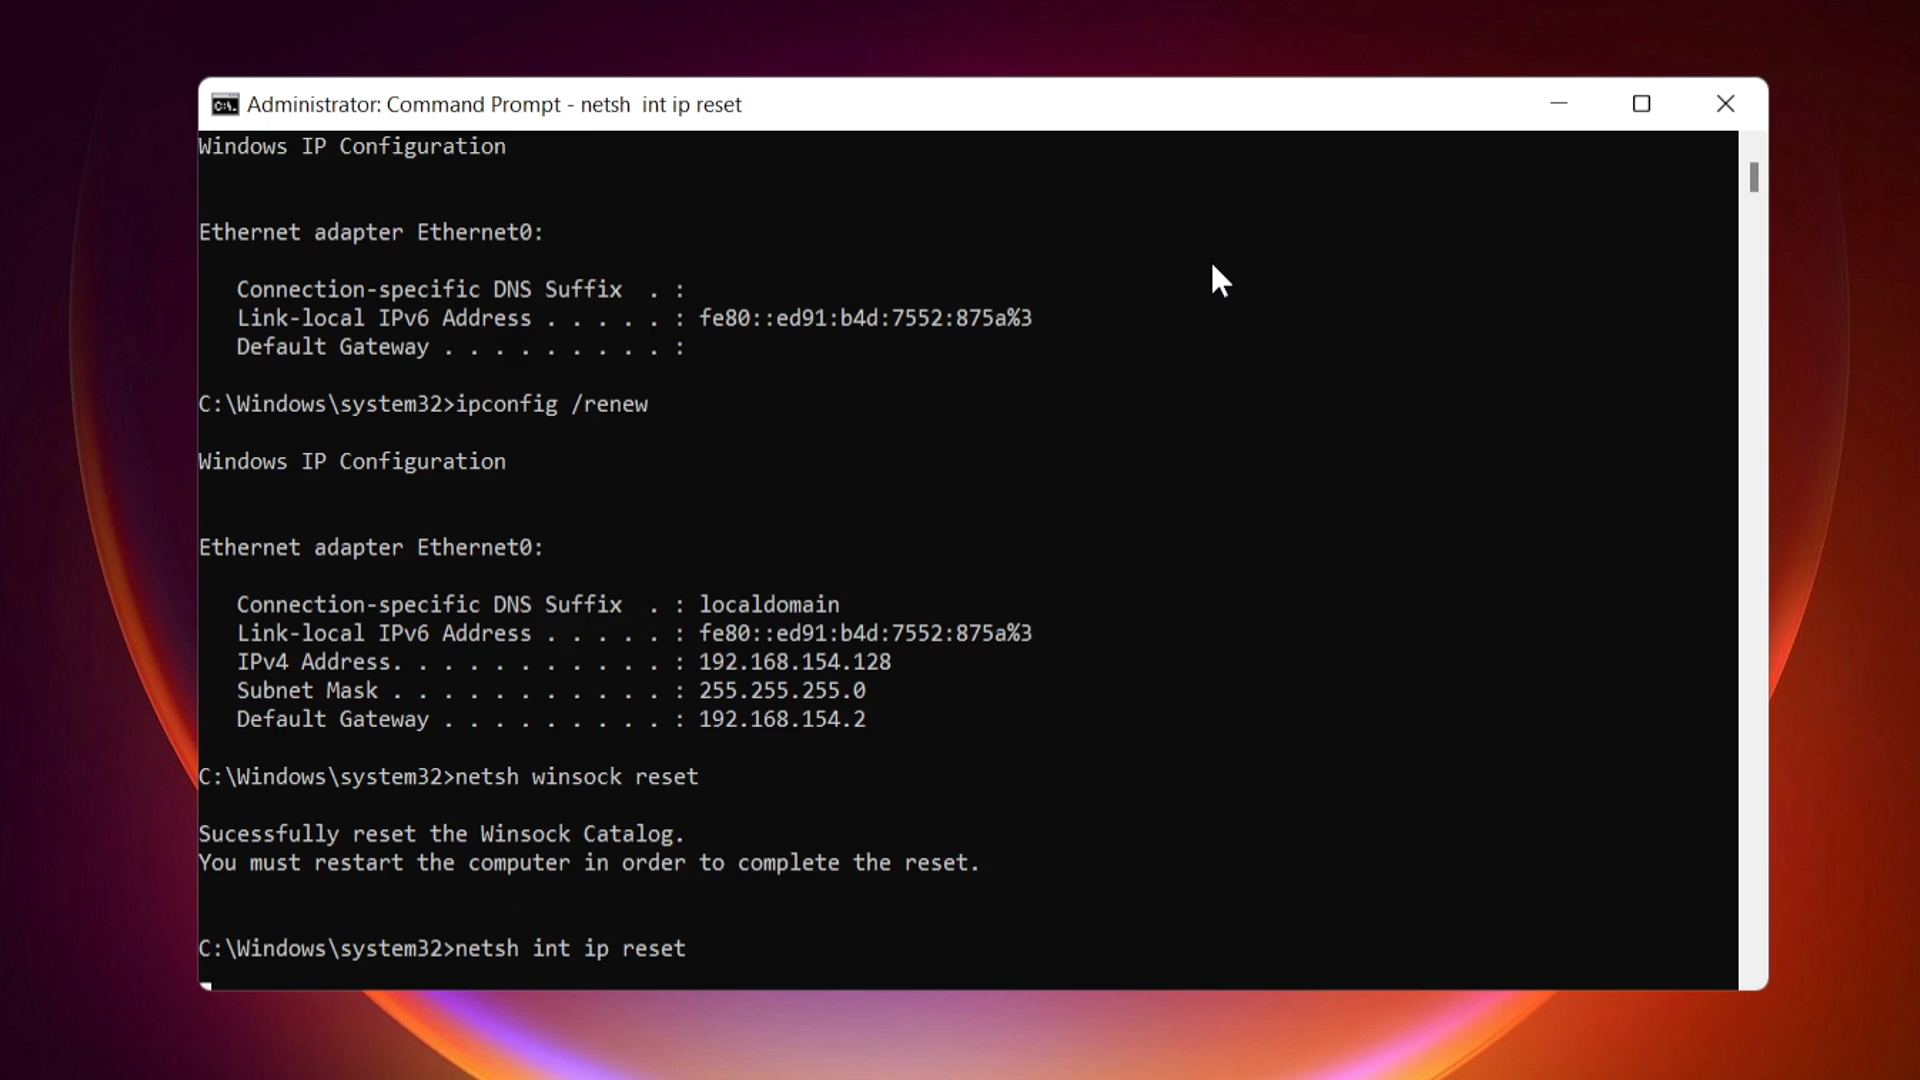 Administrator: Command Prompt - netsh  int ip reset
Windows IP Configuration
Ethernet adapter Ethernet0:
   Connection-specific DNS Suffix  . :
   Link-local IPv6 Address . . . . . : fe80::ed91:b4d:7552:875a%3
   Default Gateway . . . . . . . . . :
C:\Windows\system32>ipconfig /renew
Windows IP Configuration
Ethernet adapter Ethernet0:
   Connection-specific DNS Suffix  . : localdomain
   Link-local IPv6 Address . . . . . : fe80::ed91:b4d:7552:875a%3
   IPv4 Address. . . . . . . . . . . : 192.168.154.128
   Subnet Mask . . . . . . . . . . . : 255.255.255.0
   Default Gateway . . . . . . . . . : 192.168.154.2
C:\Windows\system32>netsh winsock reset
Sucessfully reset the Winsock Catalog.
You must restart the computer in order to complete the reset.
C:\Windows\system32>netsh int ip reset